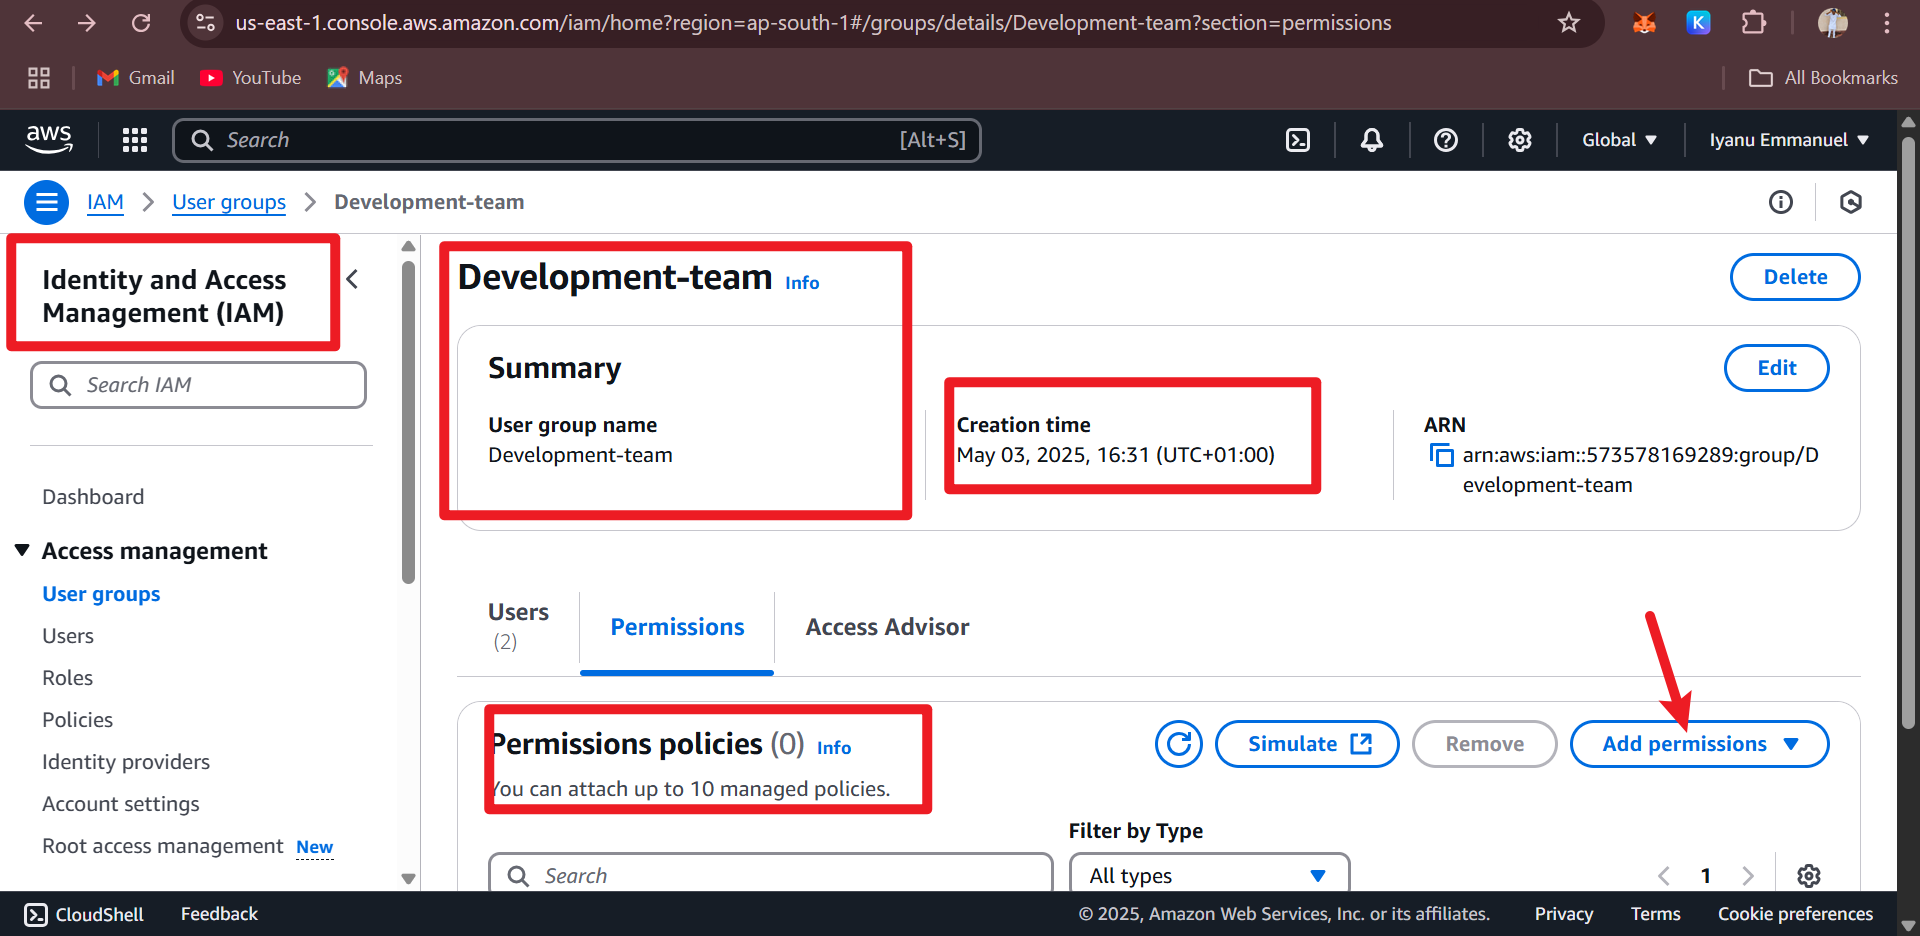 us-east-1.console.aws.amazon.com/iam/home?region=ap-south-1#/groups/details/Development-team?section=permissions
K
Gmail YouTube Maps All Bookmarks
aws Search [Alt+S] Global Iyanu Emmanuel
IAM User groups Development-team
Identity and Access
Management (IAM)
Search IAM
Dashboard
Access management
User groups
Users
Roles
Policies
Identity providers
Account settings
Root access management New
Development-team Info
Delete
Summary
Edit
User group name
Development-team
Creation time
May 03, 2025, 16:31 (UTC+01:00)
ARN
arn:aws:iam::573578169289:group/D
evelopment-team
Users
(2)
Permissions
Access Advisor
Permissions policies (0) Info
You can attach up to 10 managed policies.
Simulate
Remove
Add permissions
Filter by Type
Search
All types
1
CloudShell Feedback © 2025, Amazon Web Services, Inc. or its affiliates. Privacy Terms Cookie preferences